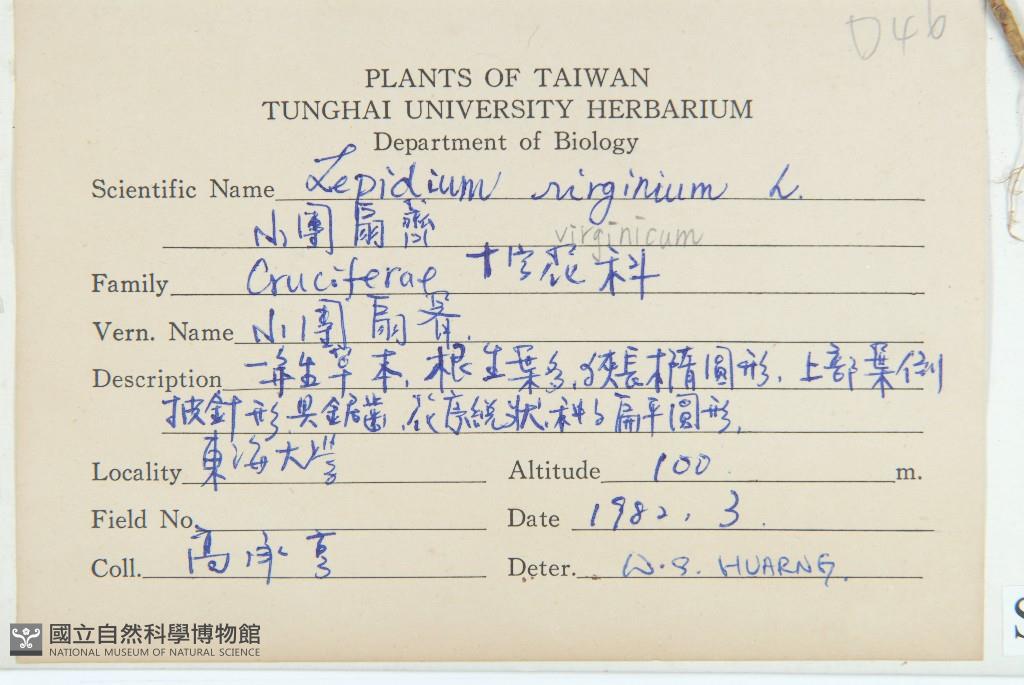 D46
PLANTS OF TAIWAN
TUNGHAI UNIVERSITY HERBARIUM
Department of Biology
Scientific Name Lepidium virginium L.
小團扇薺 virginicum
Family Cruciferae 十字花科
Vern. Name 小團扇薺.
Description 一年生草本, 根生葉多, 狹長橢圓形, 上部葉倒
披針形, 具鋸齒, 花序總狀, 種子扁平圓形.
Locality 東海大學 Altitude 100 m.
Field No. Date 1982. 3.
Coll. 高承亨 Deter. W.S. HUARNG.
國立自然科學博物館
NATIONAL MUSEUM OF NATURAL SCIENCE